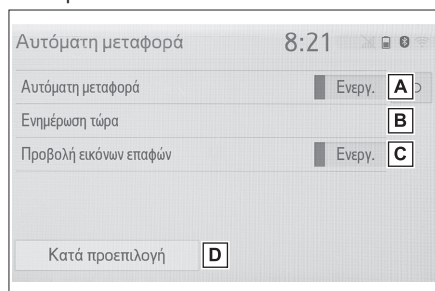 Αυτόματη μεταφορά 8:21
Αυτόματη μεταφορά Ενεργ. A
Ενημέρωση τώρα B
Προβολή εικόνων επαφών Ενεργ. C
Κατά προεπιλογή D